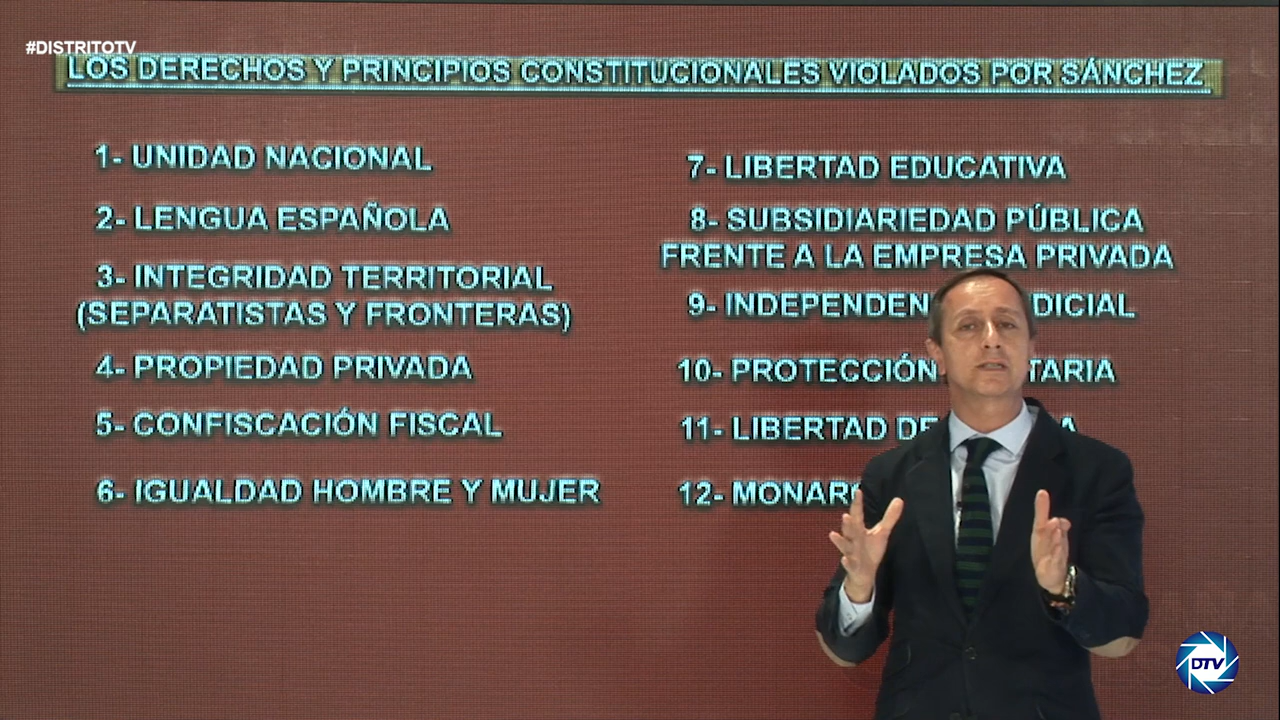 #DISTRITOTV
LOS DERECHOS Y PRINCIPIOS CONSTITUCIONALES VIOLADOS POR SÁNCHEZ
1- UNIDAD NACIONAL
2- LENGUA ESPAÑOLA
3- INTEGRIDAD TERRITORIAL
(SEPARATISTAS Y FRONTERAS)
4- PROPIEDAD PRIVADA
5- CONFISCACIÓN FISCAL
6- IGUALDAD HOMBRE Y MUJER
7- LIBERTAD EDUCATIVA
8- SUBSIDIARIEDAD PÚBLICA
FRENTE A LA EMPRESA PRIVADA
9-
10- PROTECCIÓN
11- LIBERTAD
12-
DTV